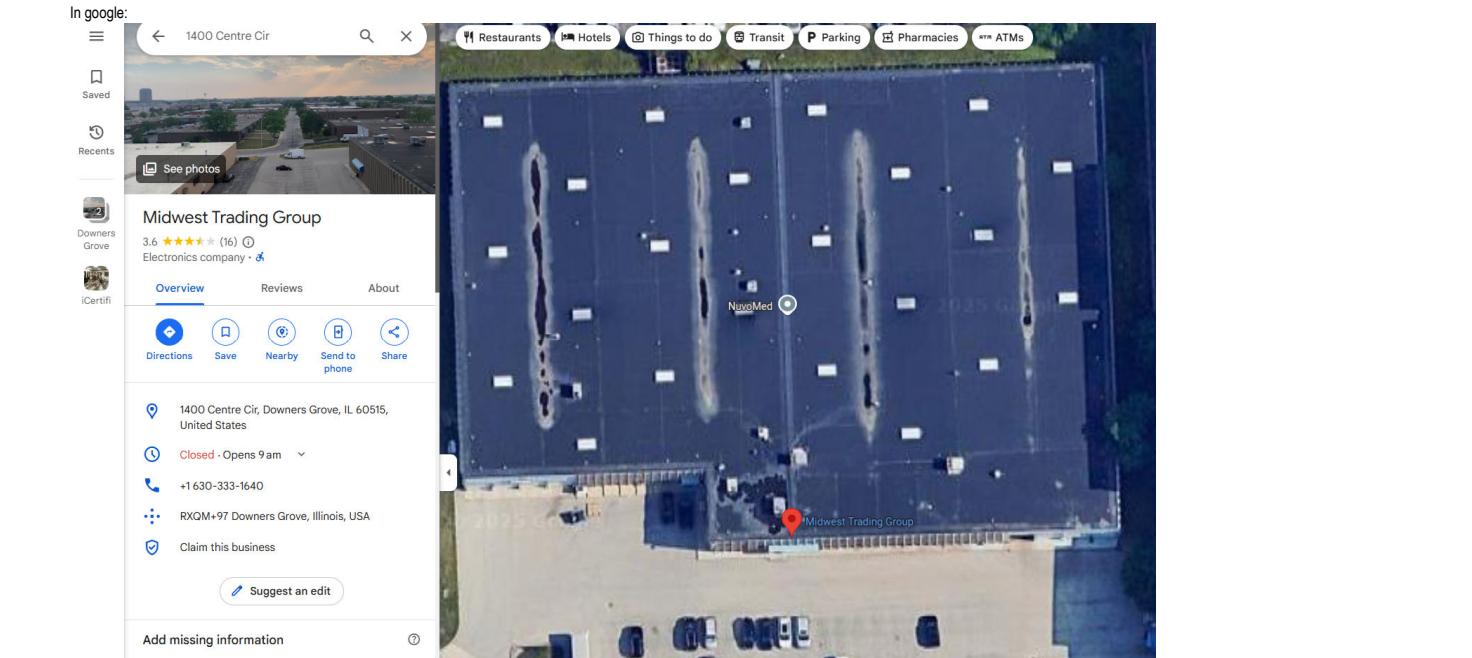 In google:
1400 Centre Cir
Restaurants
Hotels
Things to do
Transit
Parking
Pharmacies
ATM ATMs
Saved
Recents
2
Downers
Grove
iCertifi
See photos
Midwest Trading Group
3.6 (16)
Electronics company ·
Overview Reviews About
Directions Save Nearby Send to
phone Share
1400 Centre Cir, Downers Grove, IL 60515,
United States
Closed · Opens 9 am
+1 630-333-1640
RXQM+97 Downers Grove, Illinois, USA
Claim this business
Suggest an edit
Add missing information
NuvoMed
Midwest Trading Group